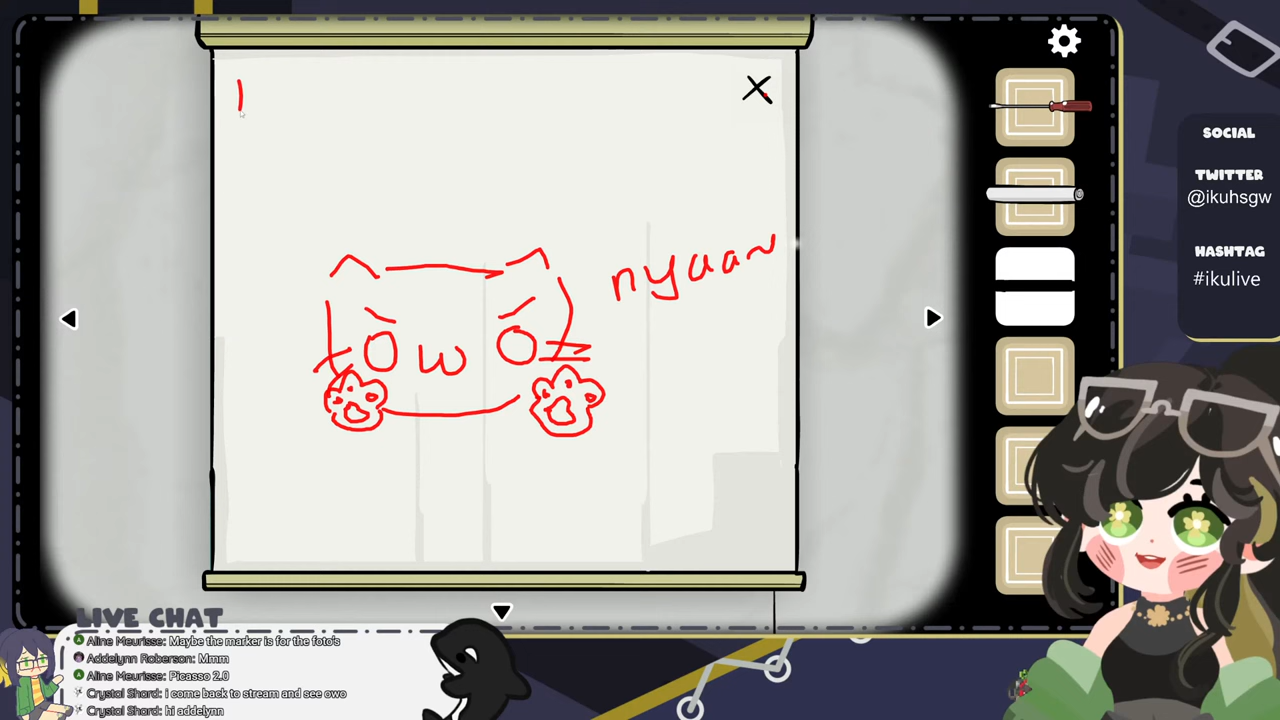 SOCIAL
TWITTER
@ikuhsgw
HASHTAG
#ikulive
nyaan
OwO
LIVE CHAT
Aline Meurisse: Maybe the marker is for the foto's
Addelynn Roberson: Mmm
Aline Meurisse: Picasso 2.0
Crystal Shard: i come back to stream and see owo
Crystal Shard: hi addelynn